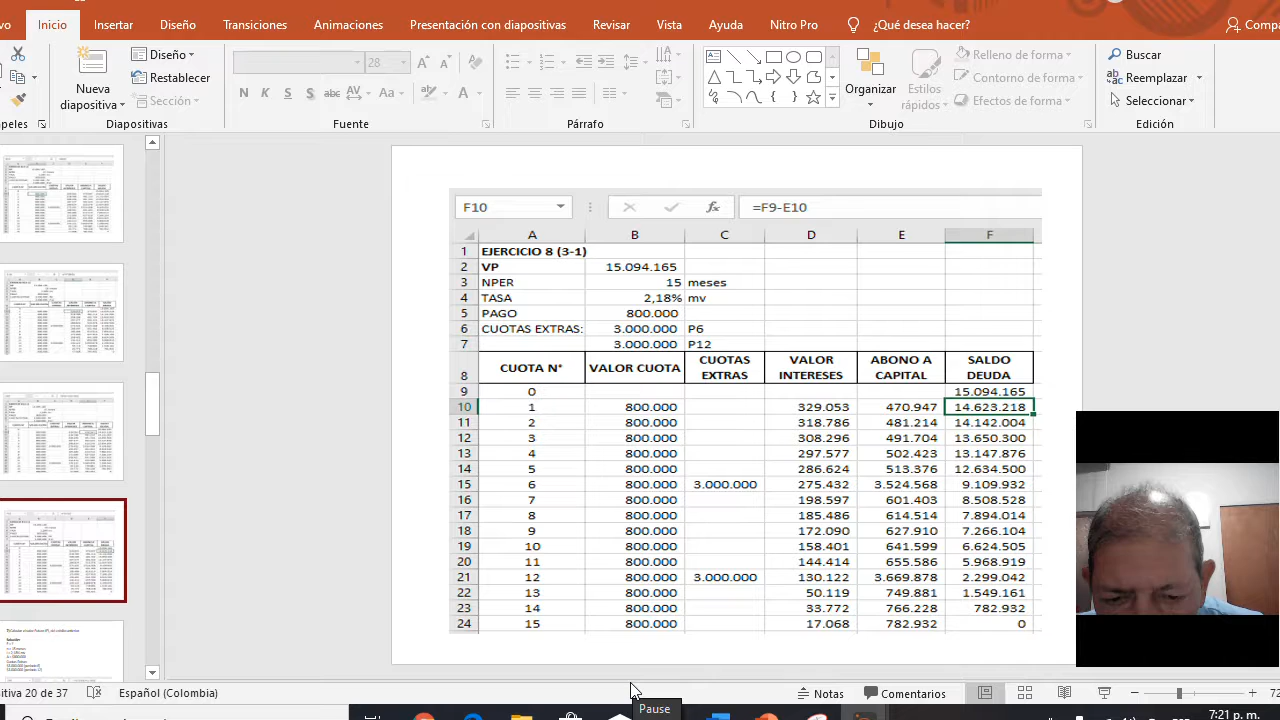 vo Inicio Insertar Diseño Transiciones Animaciones Presentación con diapositivas Revisar Vista Ayuda Nitro Pro ¿Qué desea hacer? Compa
Nueva diapositiva
Diseño
Restablecer
Sección
28
N K S S abc AV Aa A
Organizar
Estilos rápidos
Relleno de forma
Contorno de forma
Efectos de forma
Buscar
Reemplazar
Seleccionar
peles Diapositivas Fuente Párrafo Dibujo Edición
F10 fx =F9-E10
A B C D E F
1 EJERCICIO 8 (3-1)
2 VP 15.094.165
3 NPER 15 meses
4 TASA 2,18% mv
5 PAGO 800.000
6 CUOTAS EXTRAS: 3.000.000 P6
7 3.000.000 P12
8 CUOTA N° VALOR CUOTA CUOTAS EXTRAS VALOR INTERESES ABONO A CAPITAL SALDO DEUDA
9 0 15.094.165
10 1 800.000 329.053 470.947 14.623.218
11 2 800.000 318.786 481.214 14.142.004
12 3 800.000 308.296 491.704 13.650.300
13 4 800.000 297.577 502.423 13.147.876
14 5 800.000 286.624 513.376 12.634.500
15 6 800.000 3.000.000 275.432 3.524.568 9.109.932
16 7 800.000 198.597 601.403 8.508.528
17 8 800.000 185.486 614.514 7.894.014
18 9 800.000 172.090 627.910 7.266.104
19 10 800.000 158.401 641.599 6.624.505
20 11 800.000 144.414 655.586 5.968.919
21 12 800.000 3.000.000 130.122 3.669.878 2.299.042
22 13 800.000 50.119 749.881 1.549.161
23 14 800.000 33.772 766.228 782.932
24 15 800.000 17.068 782.932 0
sitiva 20 de 37 Español (Colombia) Notas Comentarios 72
Pause
7:21 p. m.